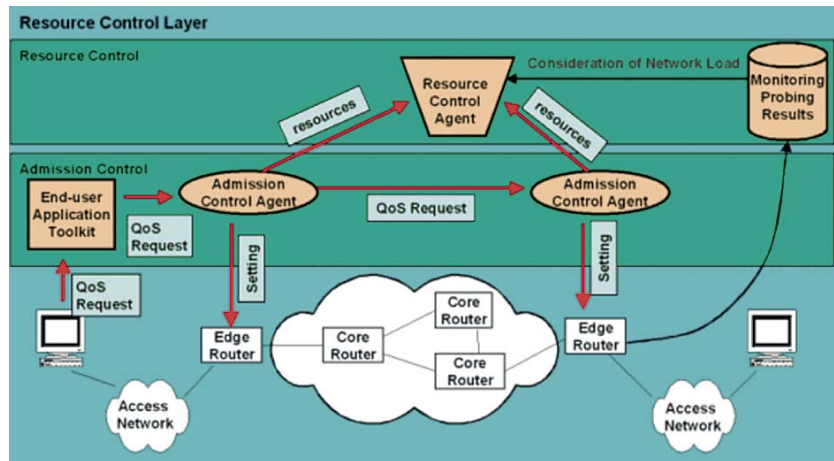 Resource Control Layer
Resource Control
Consideration of Network Load
Resource
Control
Agent
Monitoring
Probing
Results
resources
resources
Admission Control
End-user
Application
Toolkit
QoS
Request
Admission
Control Agent
QoS Request
Admission
Control Agent
QoS
Request
Setting
Setting
Edge
Router
Core
Router
Core
Router
Core
Router
Edge
Router
Access
Network
Access
Network